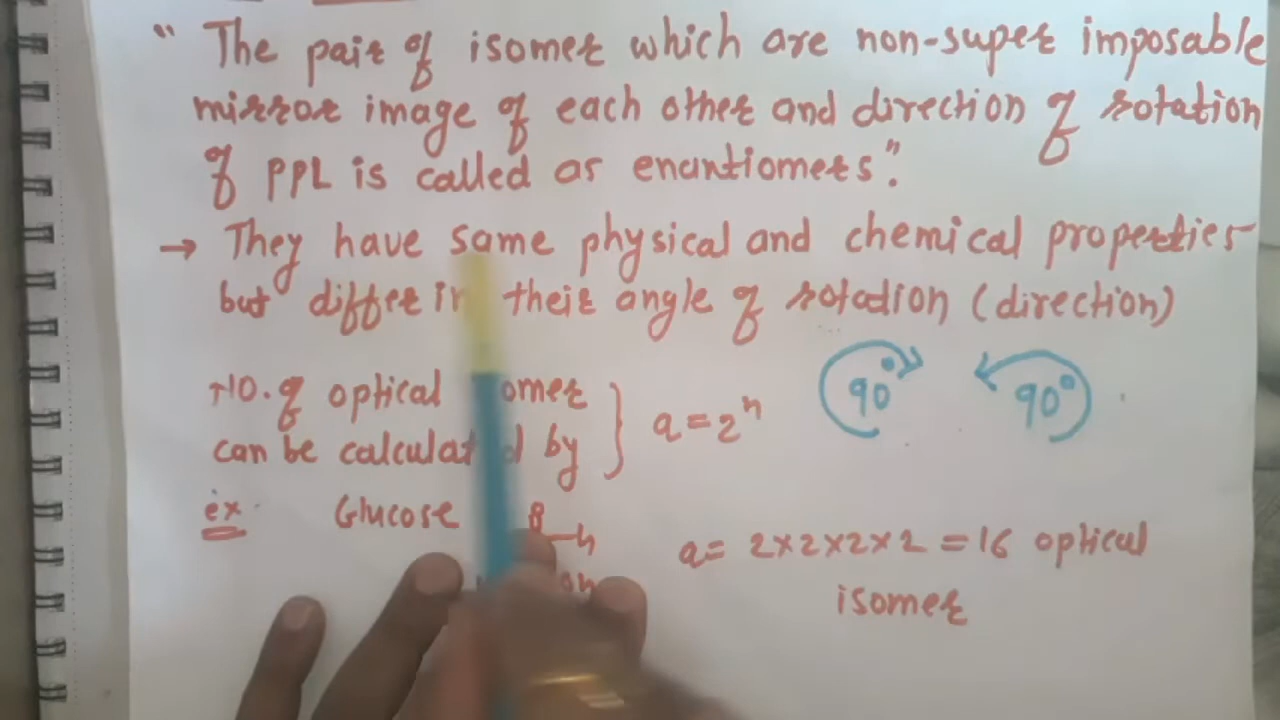 " The pair of isomer which are non-super imposable
mirror image of each other and direction of rotation
of PPL is called as enantiomers".
→ They have same physical and chemical properties
but differ in their angle of rotation (direction)
90° 90°
No. of optical isomer
can be calculated by } a = 2ⁿ
ex. Glucose
a = 2×2×2×2 = 16 optical
isomer